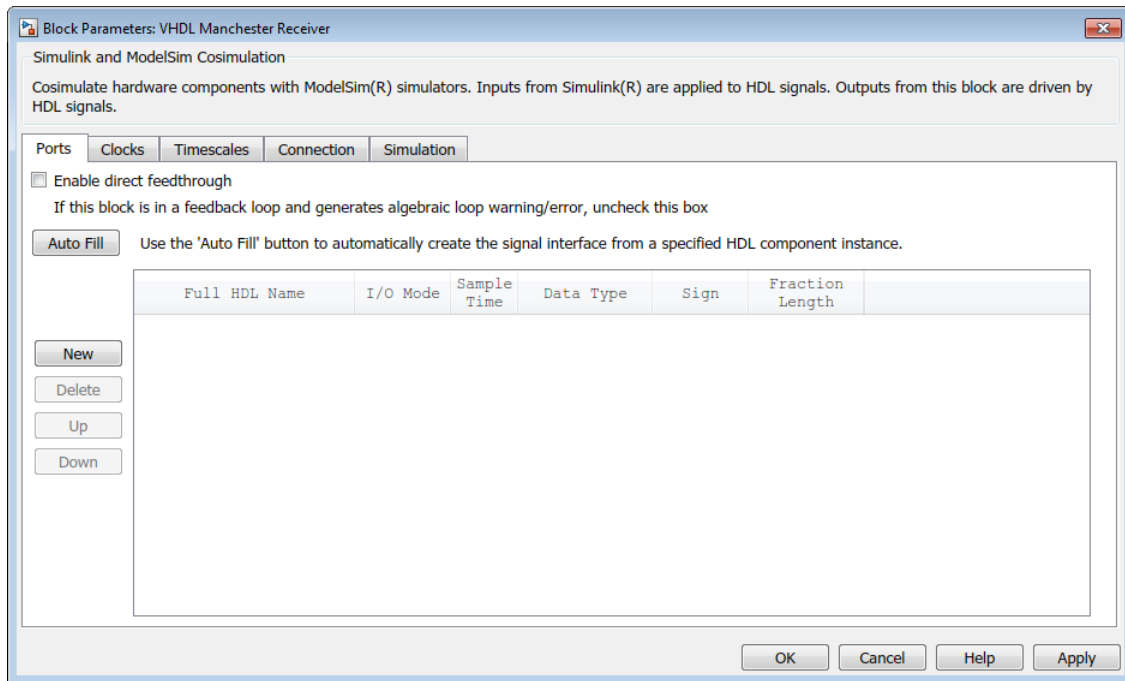 Block Parameters: VHDL Manchester Receiver
Simulink and ModelSim Cosimulation
Cosimulate hardware components with ModelSim(R) simulators. Inputs from Simulink(R) are applied to HDL signals. Outputs from this block are driven by
HDL signals.
Ports Clocks Timescales Connection Simulation
Enable direct feedthrough
If this block is in a feedback loop and generates algebraic loop warning/error, uncheck this box
Auto Fill Use the 'Auto Fill' button to automatically create the signal interface from a specified HDL component instance.
Full HDL Name I/O Mode Sample Time Data Type Sign Fraction Length
New
Delete
Up
Down
OK Cancel Help Apply